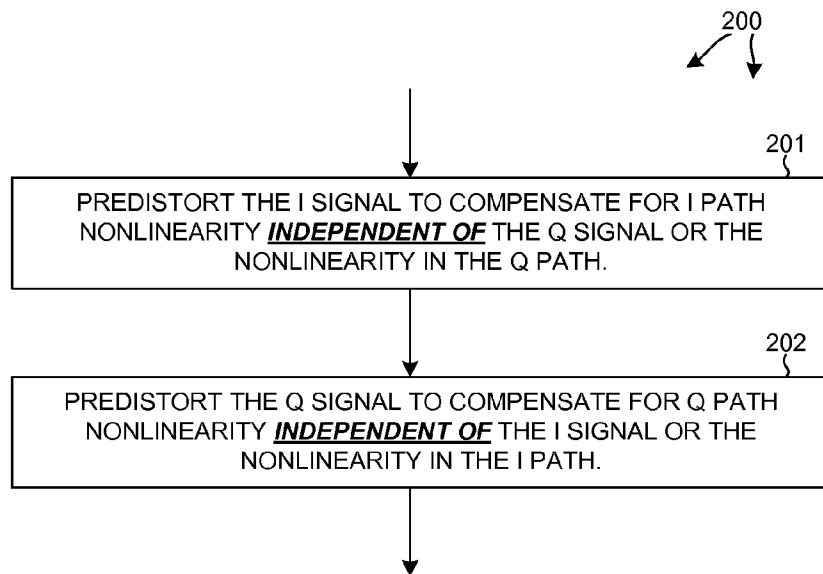 200
201
PREDISTORT THE I SIGNAL TO COMPENSATE FOR I PATH
NONLINEARITY INDEPENDENT OF THE Q SIGNAL OR THE
NONLINEARITY IN THE Q PATH.
202
PREDISTORT THE Q SIGNAL TO COMPENSATE FOR Q PATH
NONLINEARITY INDEPENDENT OF THE I SIGNAL OR THE
NONLINEARITY IN THE I PATH.